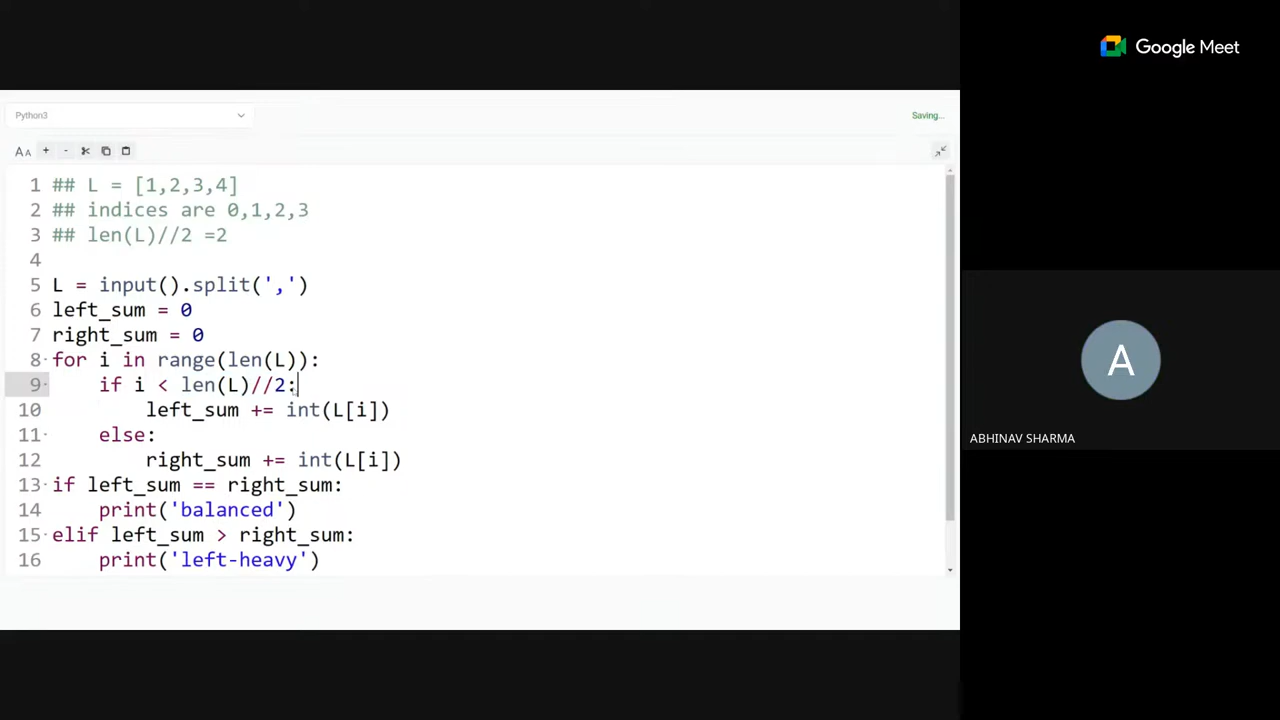 Google Meet
Python3
Saving...
AA + -
1 ## L = [1,2,3,4]
2 ## indices are 0,1,2,3
3 ## len(L)//2 =2
4
5 L = input().split(',')
6 left_sum = 0
7 right_sum = 0
8 for i in range(len(L)):
9 if i < len(L)//2:
10 left_sum += int(L[i])
11 else:
12 right_sum += int(L[i])
13 if left_sum == right_sum:
14 print('balanced')
15 elif left_sum > right_sum:
16 print('left-heavy')
A
ABHINAV SHARMA